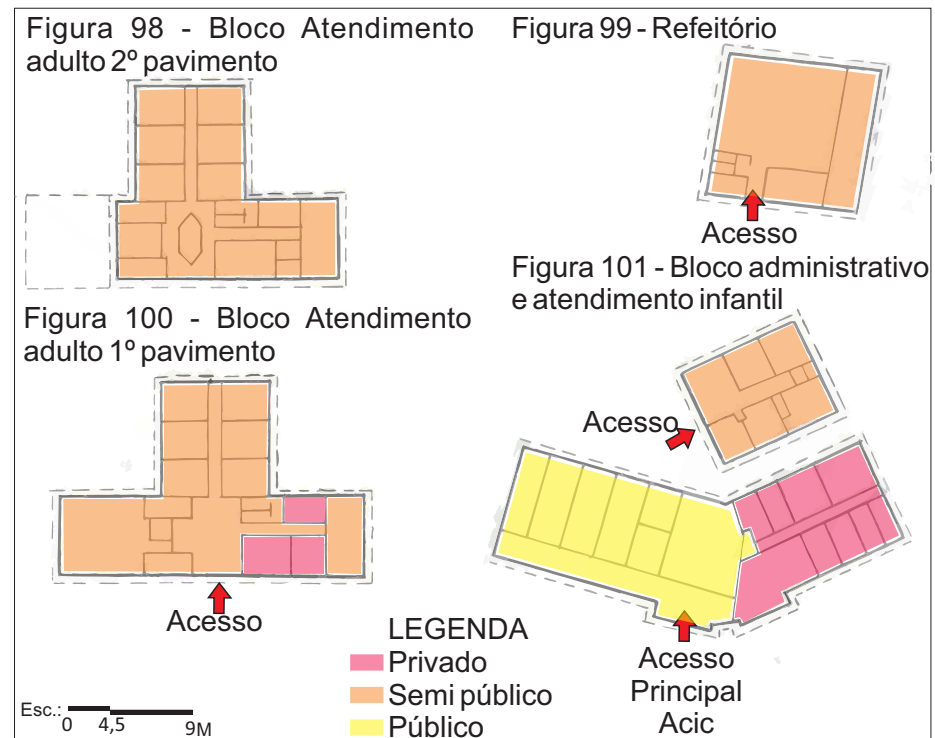 Figura 98 - Bloco Atendimento
adulto 2º pavimento
Figura 99 - Refeitório
Acesso
Figura 100 - Bloco Atendimento
adulto 1º pavimento
Acesso
Figura 101 - Bloco administrativo
e atendimento infantil
Acesso
Acesso
Principal
Acic
LEGENDA
Privado
Semi público
Público
Esc.: 0 4,5 9M